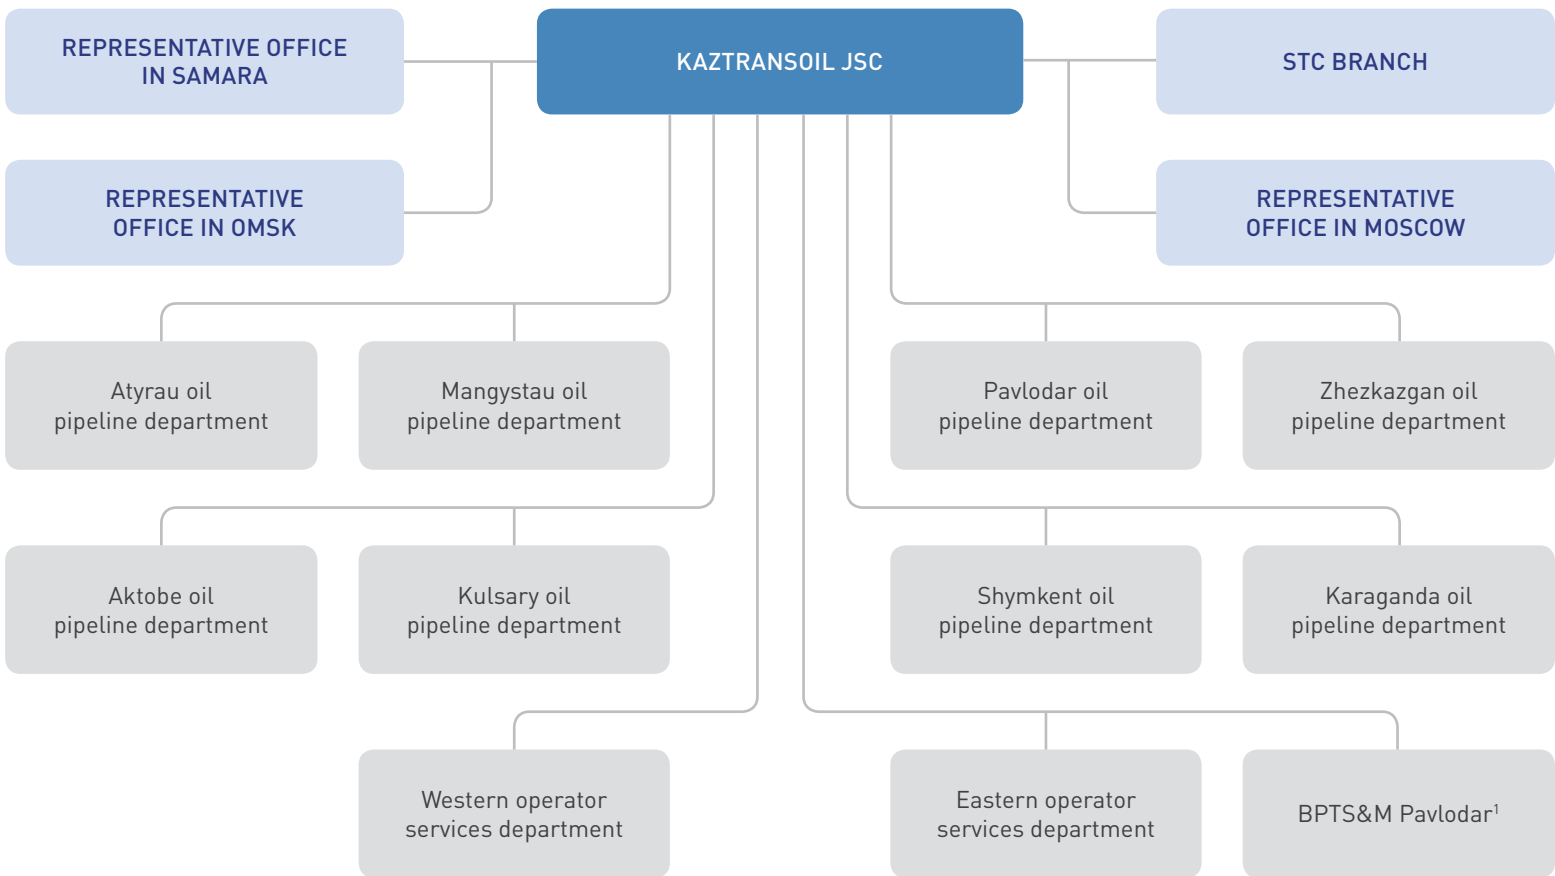 REPRESENTATIVE OFFICE
IN SAMARA
KAZTRANSOIL JSC
STC BRANCH
REPRESENTATIVE
OFFICE IN OMSK
REPRESENTATIVE
OFFICE IN MOSCOW
Atyrau oil
pipeline department
Mangystau oil
pipeline department
Pavlodar oil
pipeline department
Zhezkazgan oil
pipeline department
Aktobe oil
pipeline department
Kulsary oil
pipeline department
Shymkent oil
pipeline department
Karaganda oil
pipeline department
Western operator
services department
Eastern operator
services department
BPTS&M Pavlodar¹